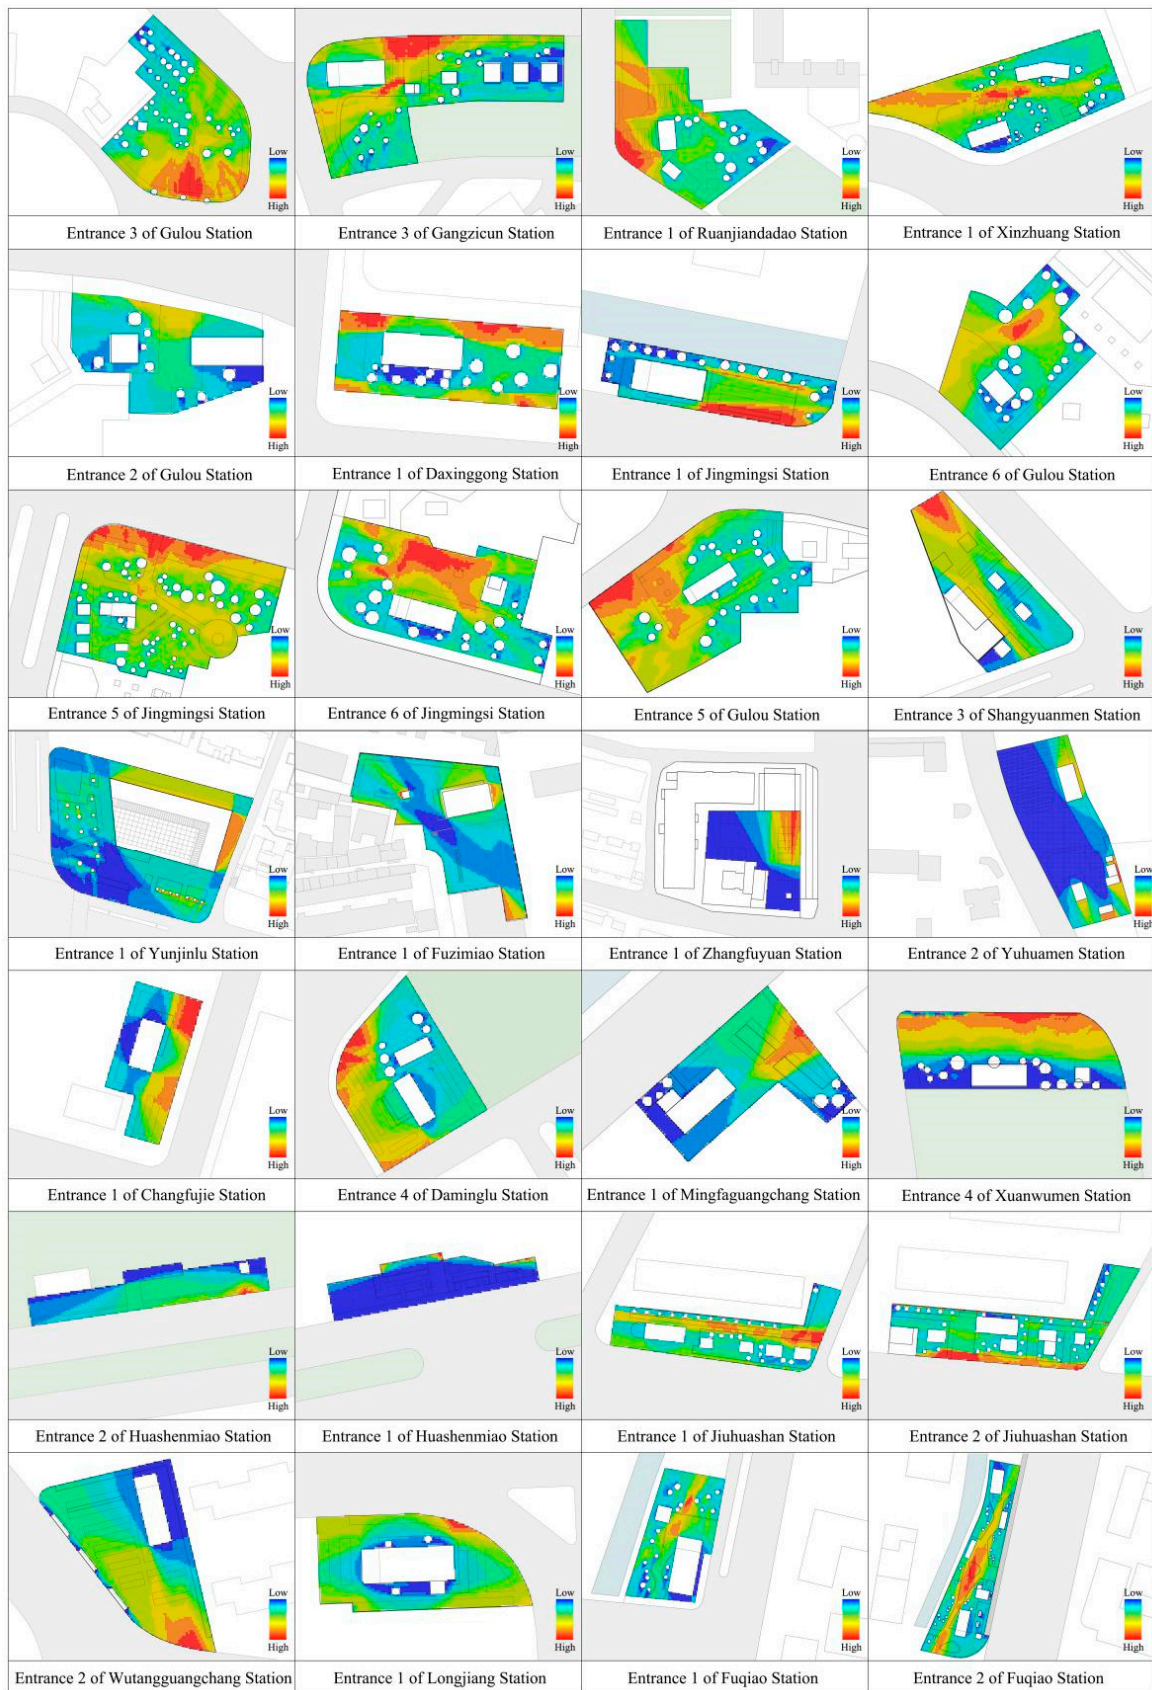 Low Low Low Low
High High High High
Entrance 3 of Gulou Station Entrance 3 of Gangzicun Station Entrance 1 of Ruanjiandadao Station Entrance 1 of Xinzhuang Station
Low Low Low Low
High High High High
Entrance 2 of Gulou Station Entrance 1 of Daxinggong Station Entrance 1 of Jingmingsi Station Entrance 6 of Gulou Station
Low Low Low Low
High High High High
Entrance 5 of Jingmingsi Station Entrance 6 of Jingmingsi Station Entrance 5 of Gulou Station Entrance 3 of Shangyuanmen Station
Low Low Low Low
High High High High
Entrance 1 of Yunjinlu Station Entrance 1 of Fuzimiao Station Entrance 1 of Zhangfuyuan Station Entrance 2 of Yuhuamen Station
Low Low Low Low
High High High High
Entrance 1 of Changfujie Station Entrance 4 of Daminglu Station Entrance 1 of Mingfaguangchang Station Entrance 4 of Xuanwumen Station
Low Low Low Low
High High High High
Entrance 2 of Huashenmiao Station Entrance 1 of Huashenmiao Station Entrance 1 of Jiuhuashan Station Entrance 2 of Jiuhuashan Station
Low Low Low Low
High High High High
Entrance 2 of Wutangguangchang Station Entrance 1 of Longjiang Station Entrance 1 of Fuqiao Station Entrance 2 of Fuqiao Station